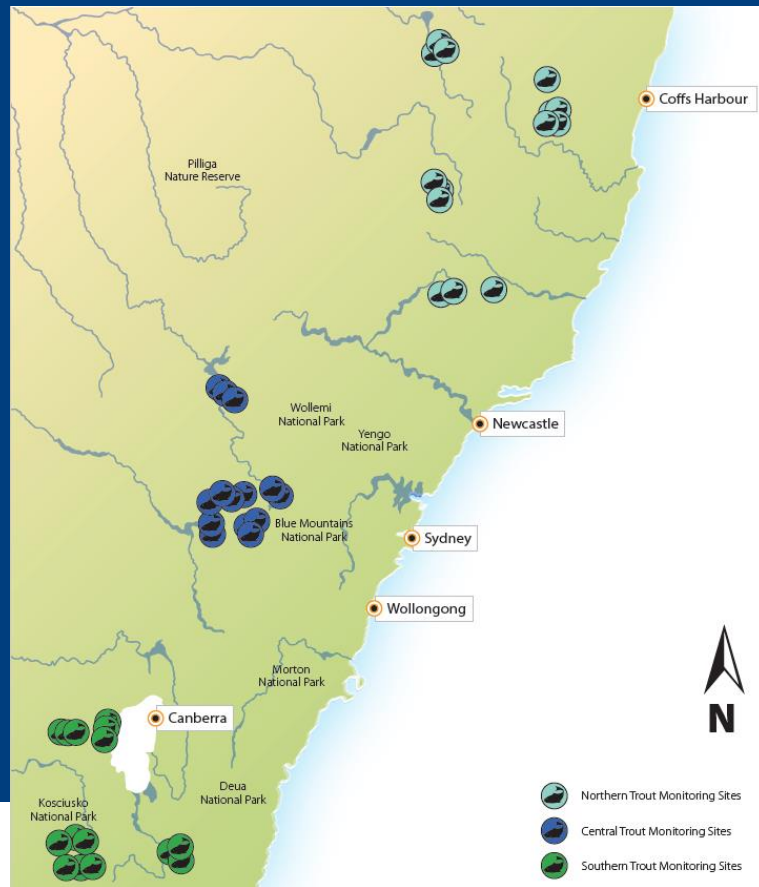 Coffs Harbour
Pilliga
Nature Reserve
Wollemi
National Park
Yengo
National Park
Newcastle
Blue Mountains
National Park
Sydney
Wollongong
Morton
National Park
Canberra
N
Deua
National Park
Kosciusko
National Park
Northern Trout Monitoring Sites
Central Trout Monitoring Sites
Southern Trout Monitoring Sites